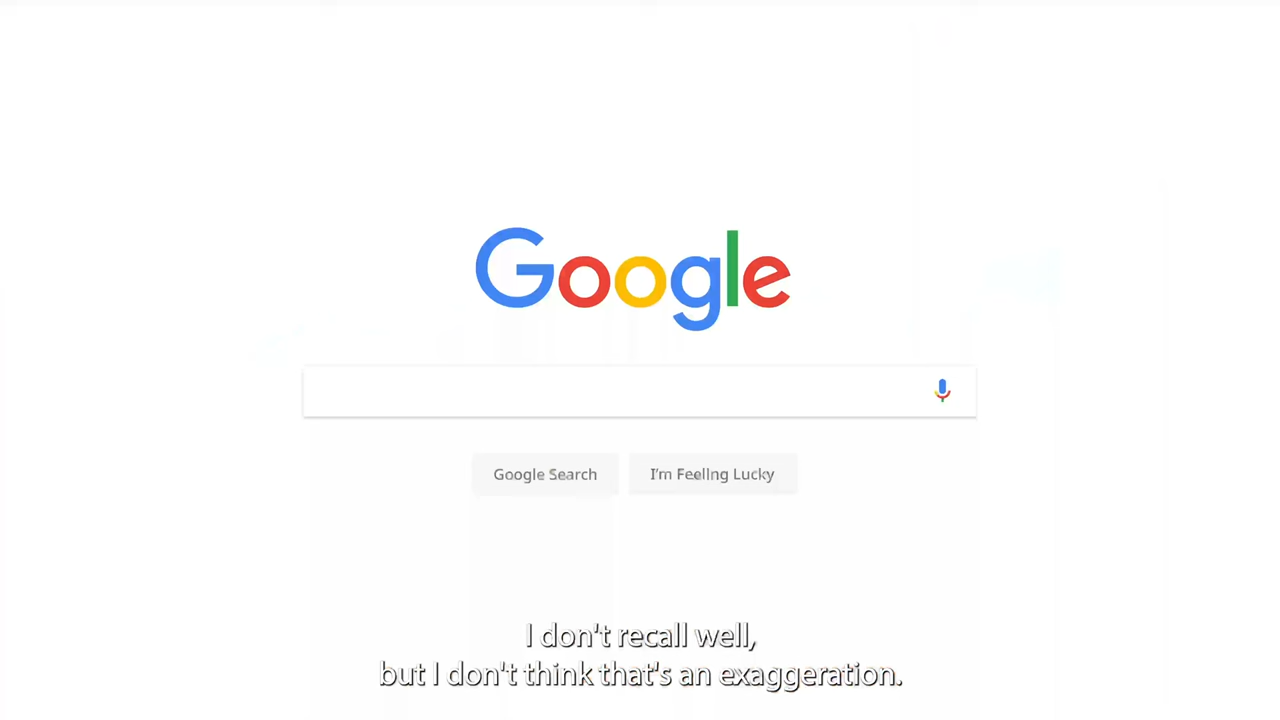 Google
Google Search
I'm Feeling Lucky
I don't recall well,
but I don't think that's an exaggeration.